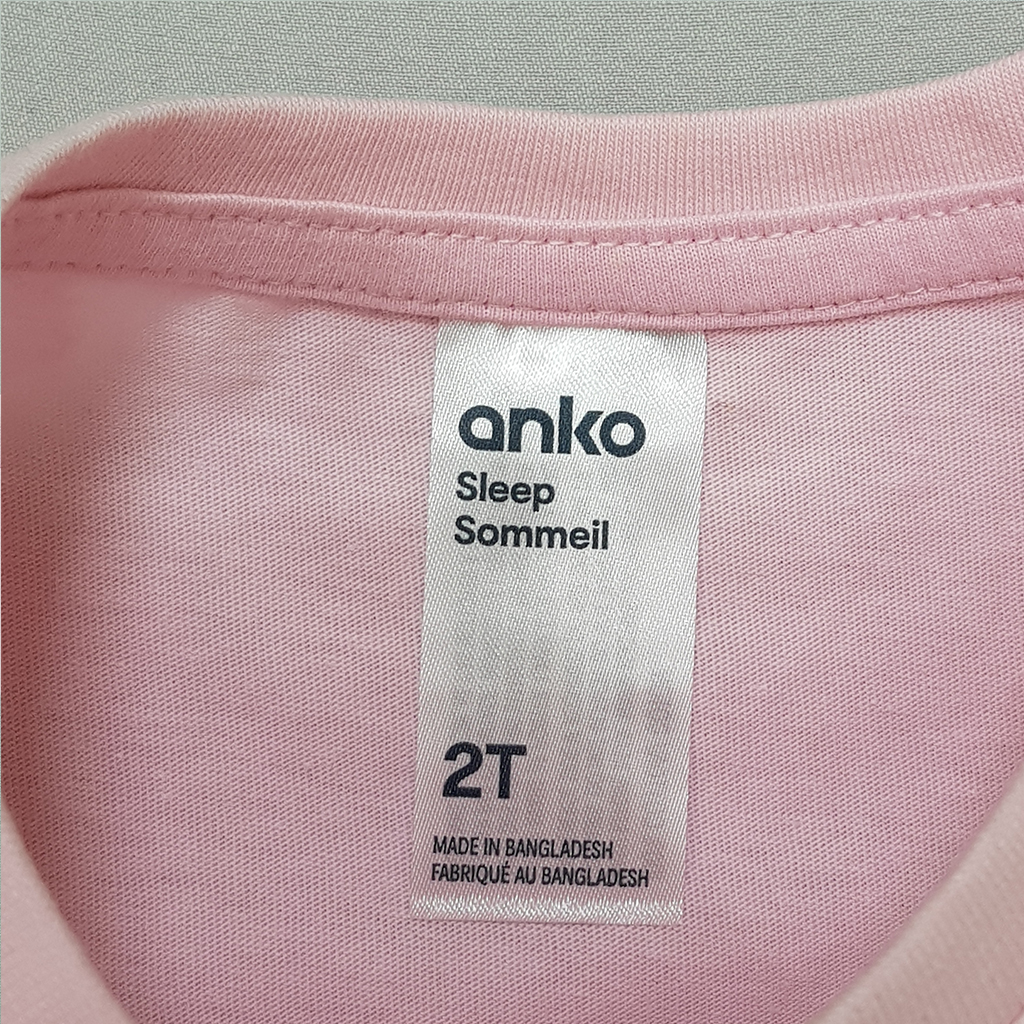 anko
Sleep
Sommeil
2T
MADE IN BANGLADESH
FABRIQUÉ AU BANGLADESH